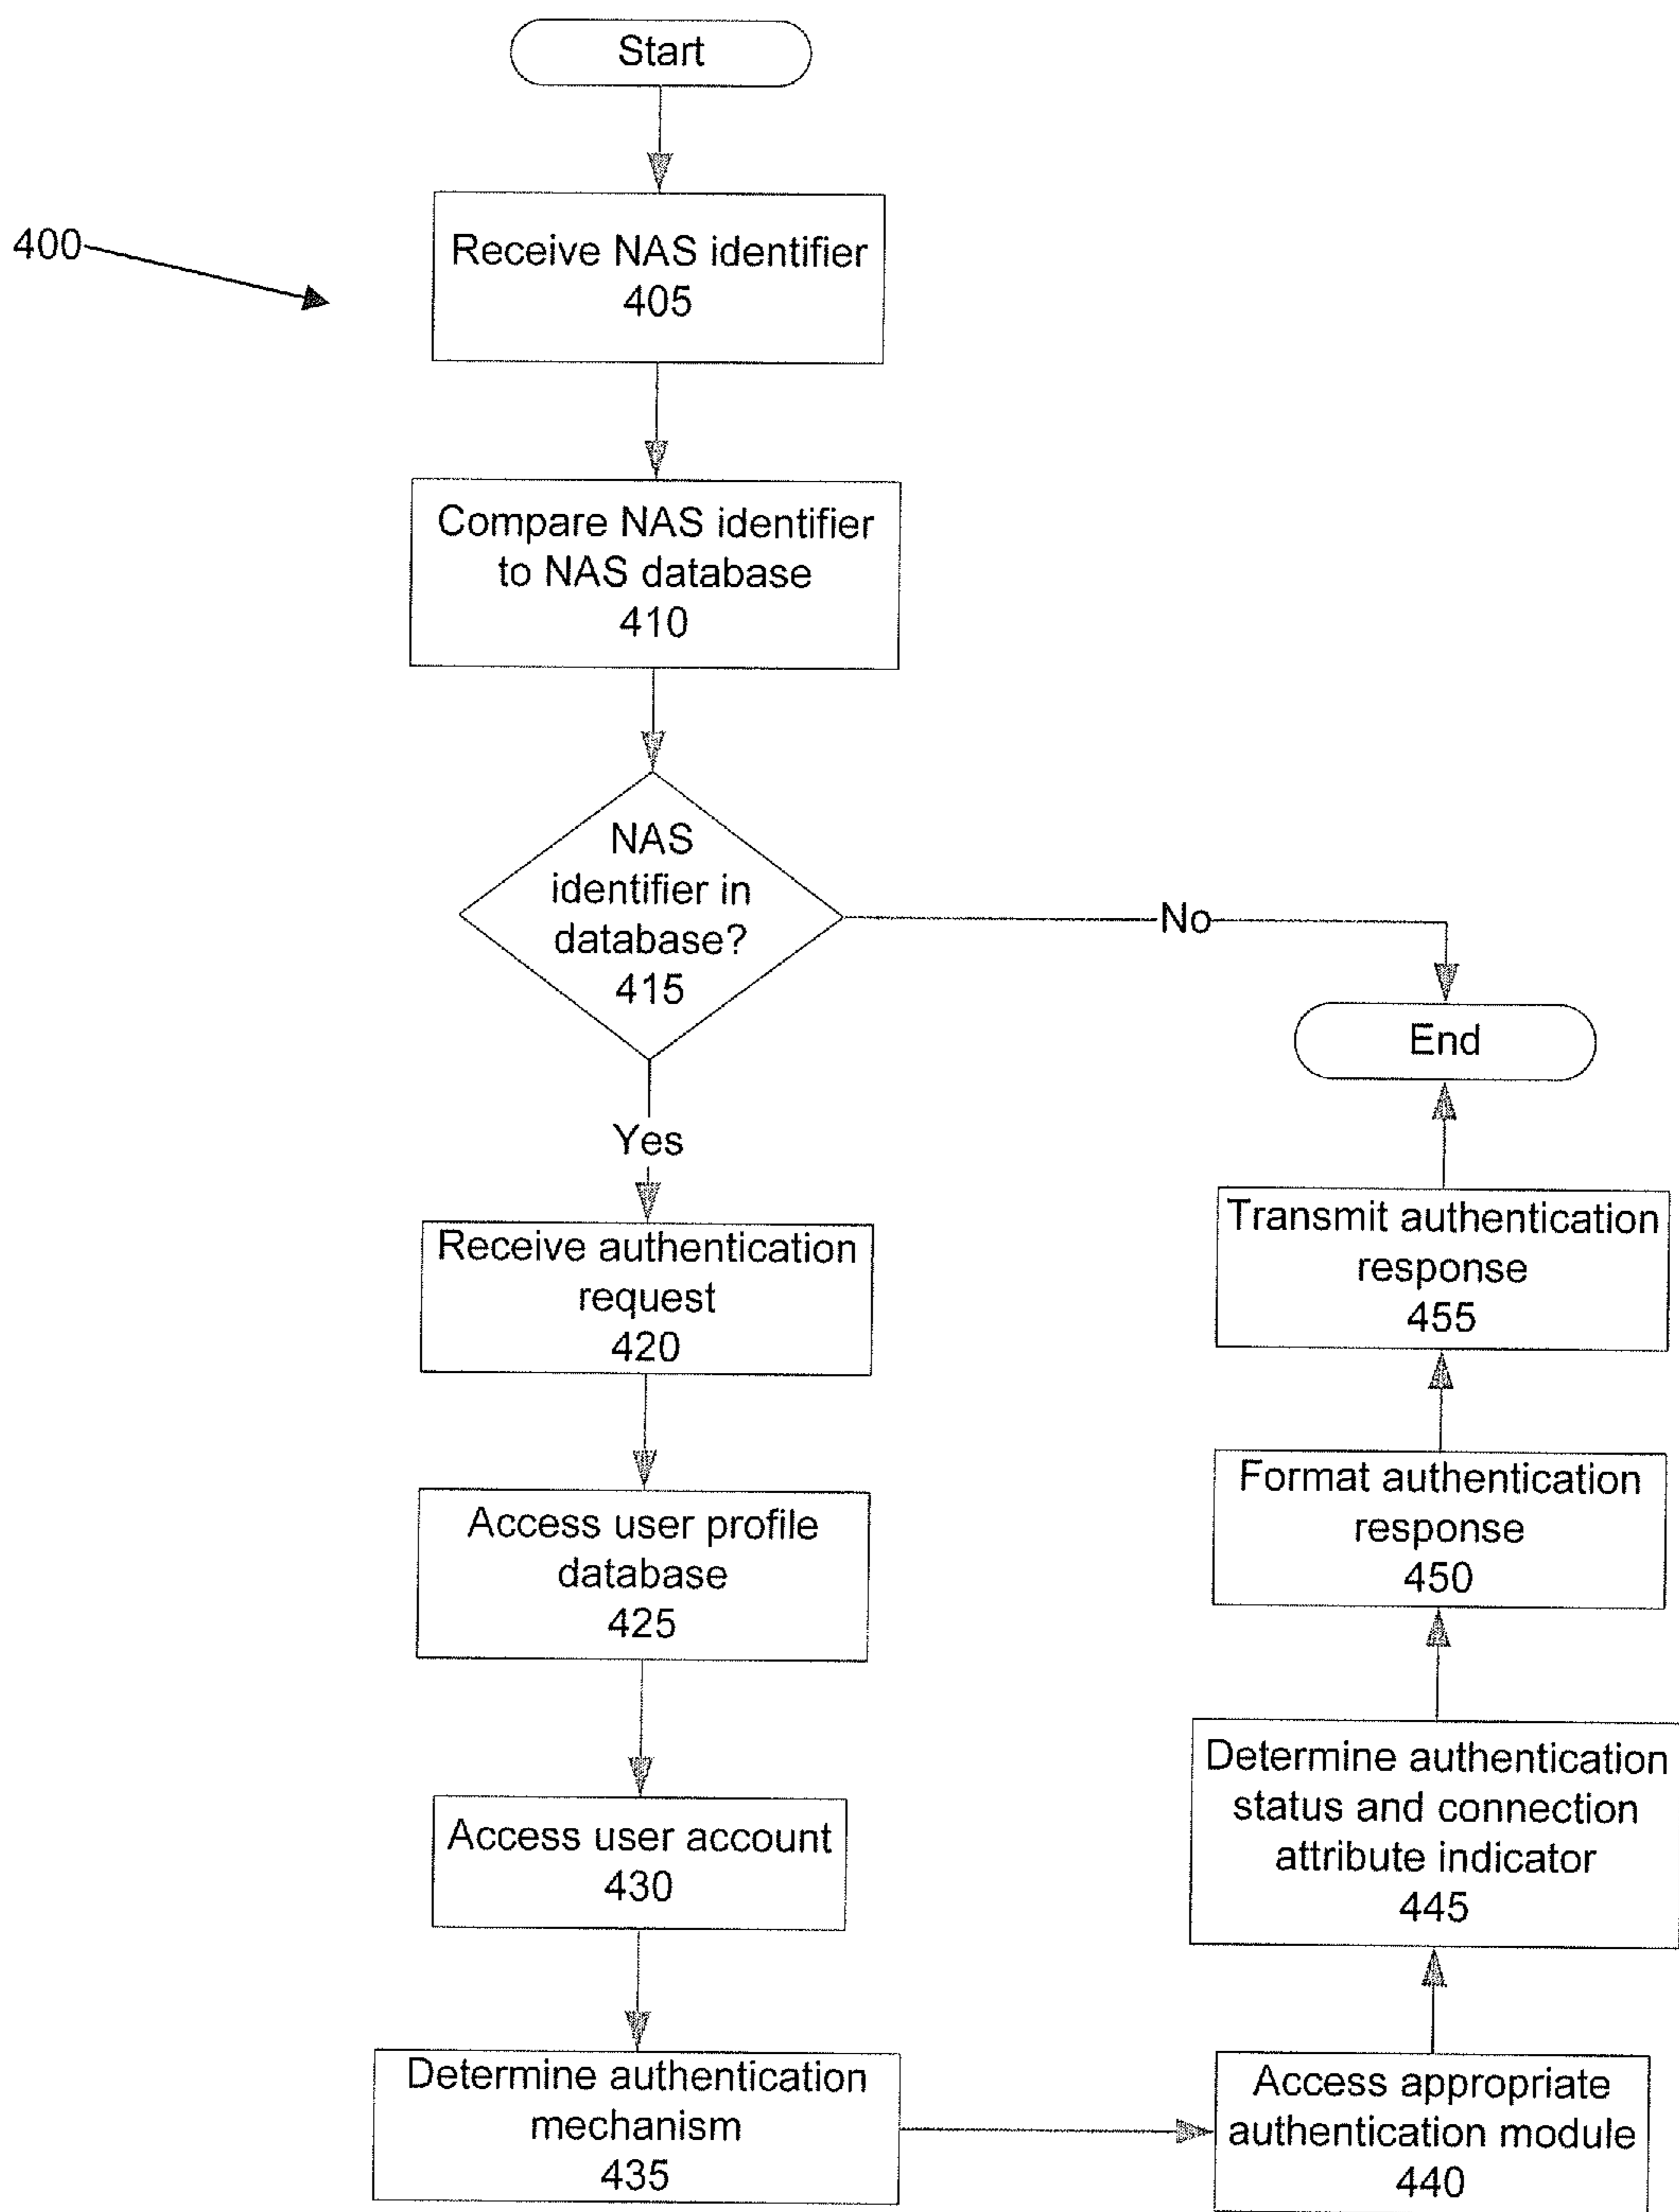 Start
400
Receive NAS identifier
405
Compare NAS identifier
to NAS database
410
NAS
identifier in
database?
415
No
End
Yes
Receive authentication
request
420
Access user profile
database
425
Access user account
430
Determine authentication
mechanism
435
Access appropriate
authentication module
440
Determine authentication
status and connection
attribute indicator
445
Format authentication
response
450
Transmit authentication
response
455